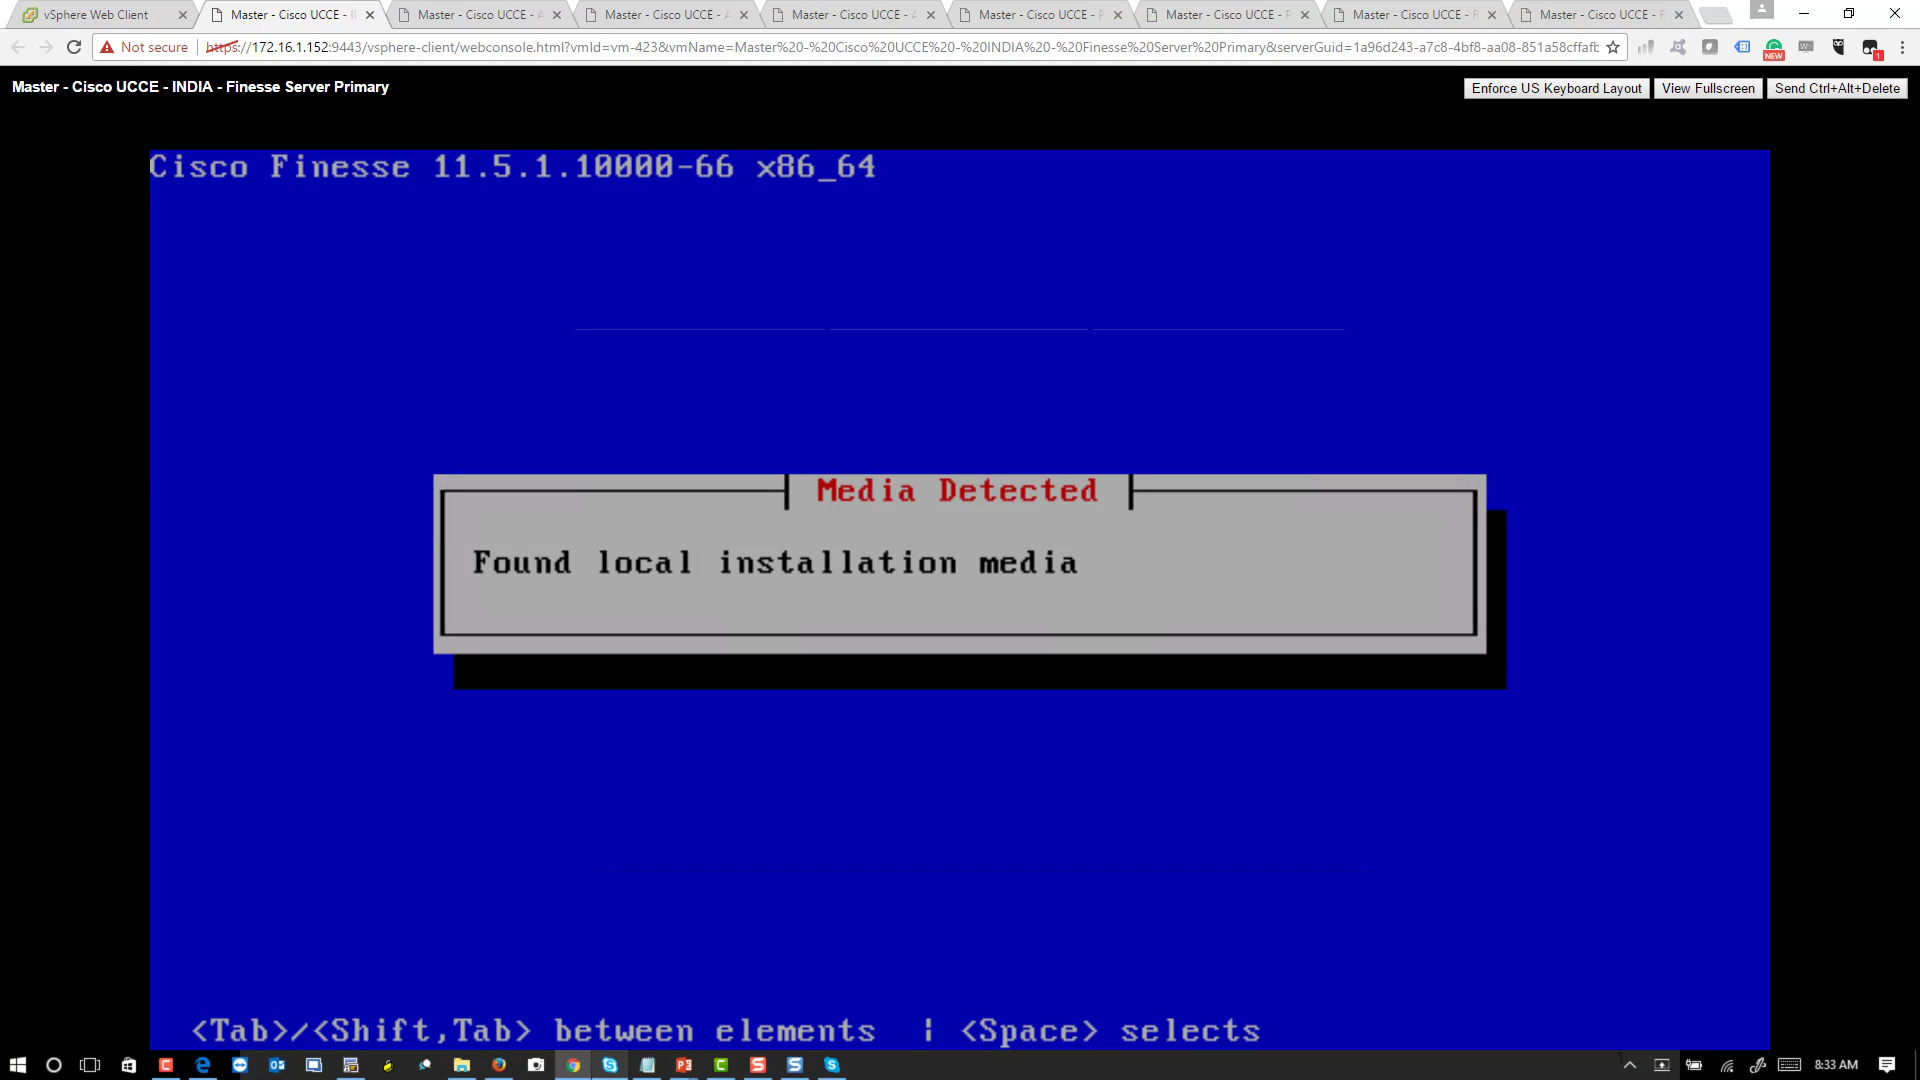 vSphere Web Client
Master - Cisco UCCE - I
Master - Cisco UCCE - A
Master - Cisco UCCE - A
Master - Cisco UCCE - A
Master - Cisco UCCE - P
Master - Cisco UCCE - P
Master - Cisco UCCE - R
Master - Cisco UCCE - R
Not secure https://172.16.1.152:9443/vsphere-client/webconsole.html?vmId=vm-423&vmName=Master%20-%20Cisco%20UCCE%20-%20INDIA%20-%20Finesse%20Server%20Primary&serverGuid=1a96d243-a7c8-4bf8-aa08-851a58cffafb
NEW
1
Master - Cisco UCCE - INDIA - Finesse Server Primary
Enforce US Keyboard Layout View Fullscreen Send Ctrl+Alt+Delete
Cisco Finesse 11.5.1.10000-66 x86_64
Media Detected
Found local installation media
<Tab>/<Shift,Tab> between elements | <Space> selects
8:33 AM